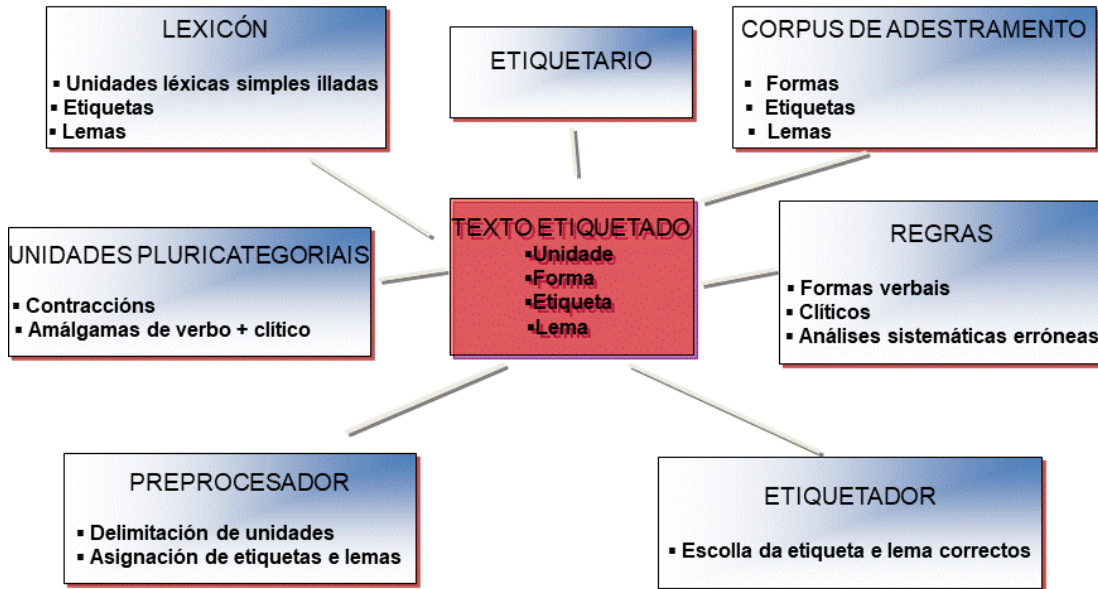 LEXICÓN
▪ Unidades léxicas simples illadas
▪ Etiquetas
▪ Lemas
ETIQUETARIO
CORPUS DE ADESTRAMENTO
▪ Formas
▪ Etiquetas
▪ Lemas
UNIDADES PLURICATEGORIAIS
▪ Contraccións
▪ Amálgamas de verbo + clítico
TEXTO ETIQUETADO
▪Unidade
▪Forma
▪Etiqueta
▪Lema
REGRAS
▪ Formas verbais
▪ Clíticos
▪ Análises sistemáticas erróneas
PREPROCESADOR
▪ Delimitación de unidades
▪ Asignación de etiquetas e lemas
ETIQUETADOR
▪ Escolla da etiqueta e lema correctos